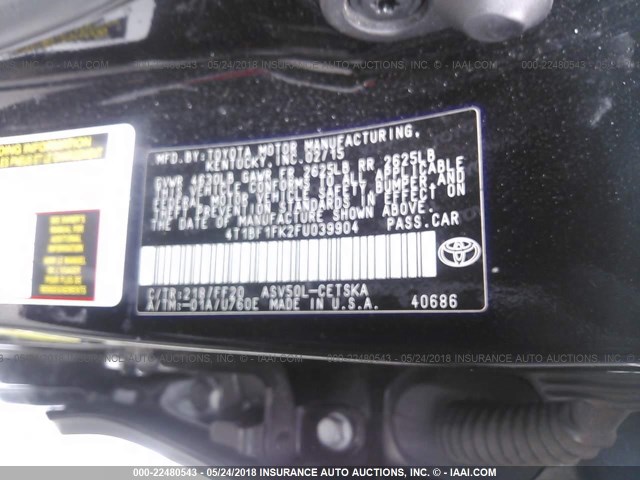 MFD.BY:TOYOTA MOTOR MANUFACTURING,
KENTUCKY, INC. 02/15
GVWR 4630LB GAWR FR 2625LB RR 2625LB
THIS VEHICLE CONFORMS TO ALL APPLICABLE
FEDERAL MOTOR VEHICLE SAFETY, BUMPER, AND
THEFT PREVENTION STANDARDS IN EFFECT ON
THE DATE OF MANUFACTURE SHOWN ABOVE.
4T1BF1FK2FU039904 PASS.CAR
C/TR:218/FF20 ASV50L-CETSKA
A/TM:-01A/U760E MADE IN U.S.A. 40686
INFORMATION
000-22480543 - 05/24/2018 INSURANCE AUTO AUCTIONS, INC. - © IAAI.COM